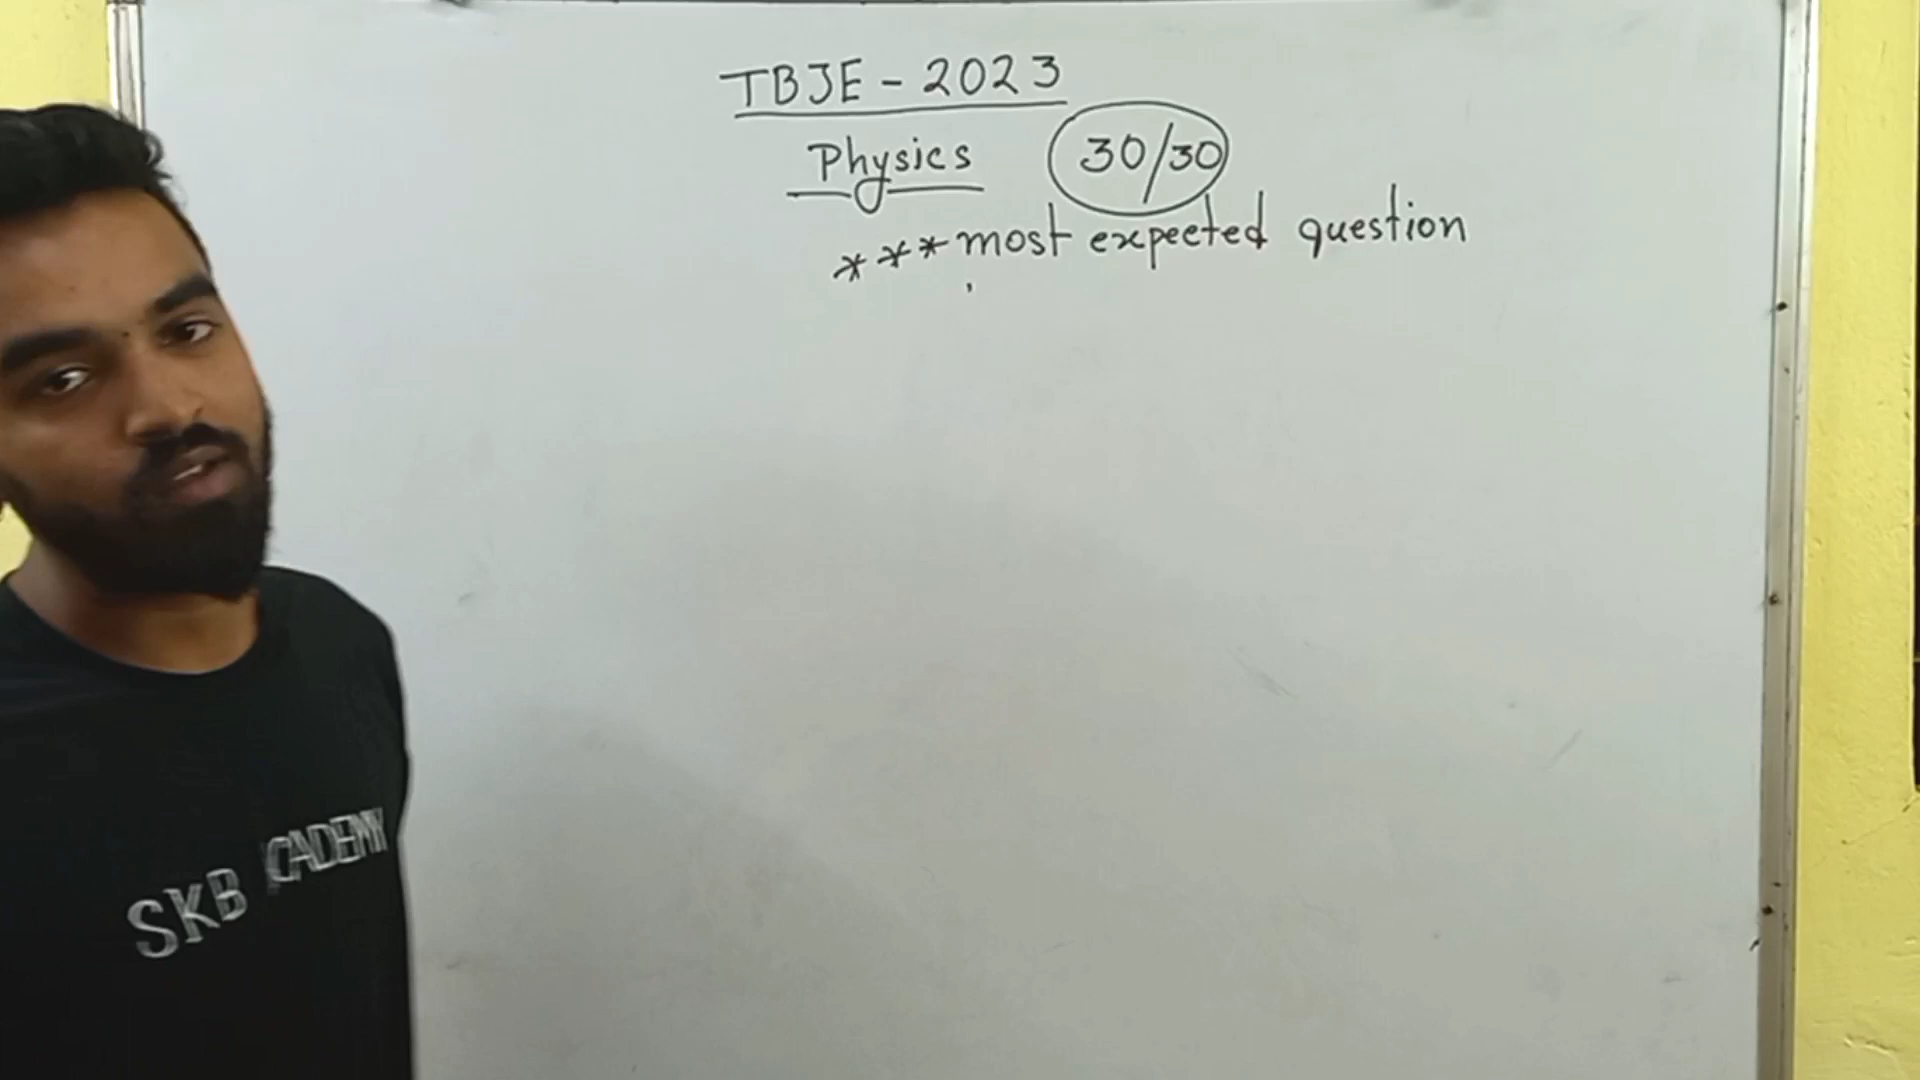 TBJE - 2023
Physics 30/30
***most expected question
SKB ACADEMY